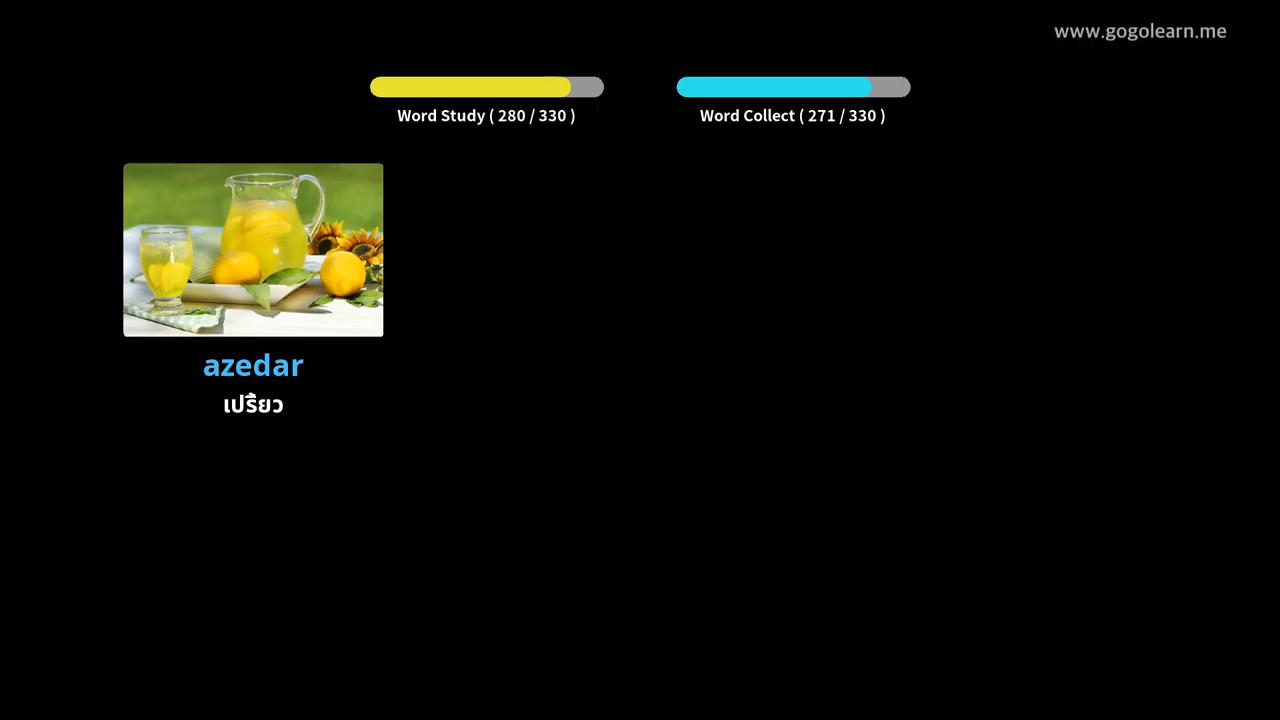 www.gogolearn.me
Word Study ( 280 / 330 )
Word Collect ( 271 / 330 )
azedar
เปรี้ยว